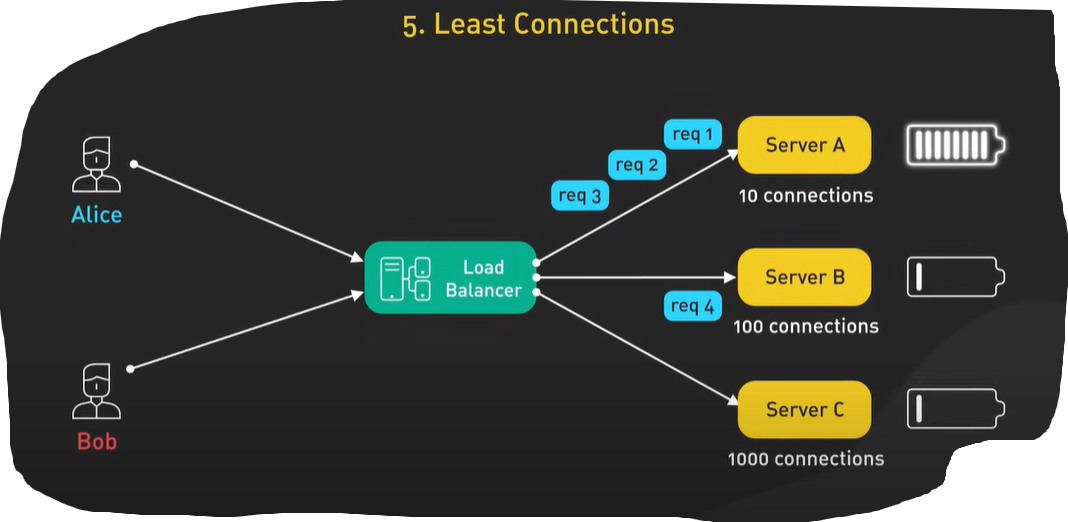 5. Least Connections
Alice
Bob
Load
Balancer
req 1
req 2
req 3
req 4
Server A
10 connections
Server B
100 connections
Server C
1000 connections